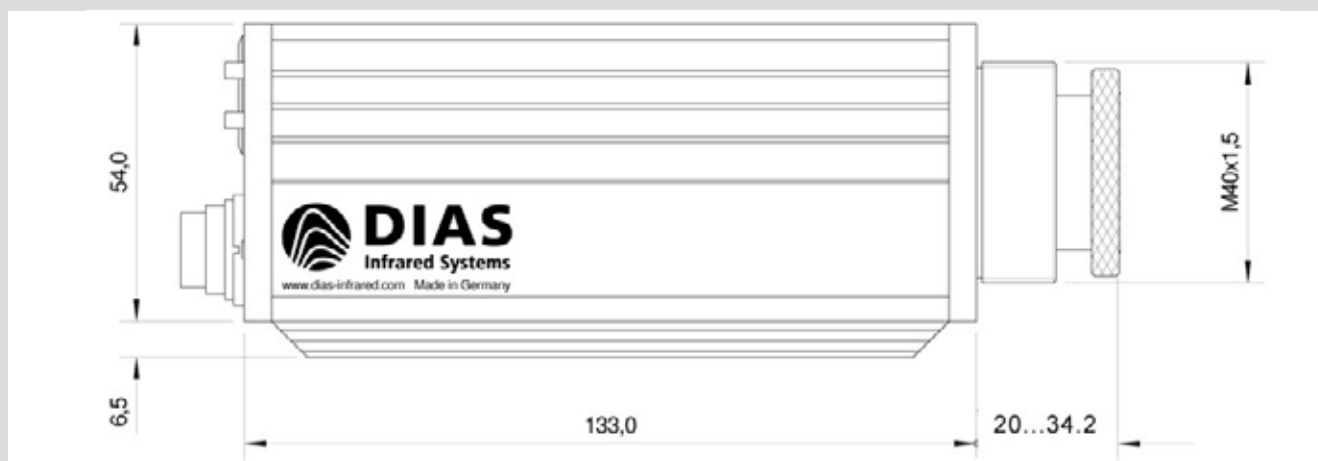 54,0
M40x1,5
DIAS
Infrared Systems
www.dias-infrared.com Made in Germany
6,5
133,0
20...34.2